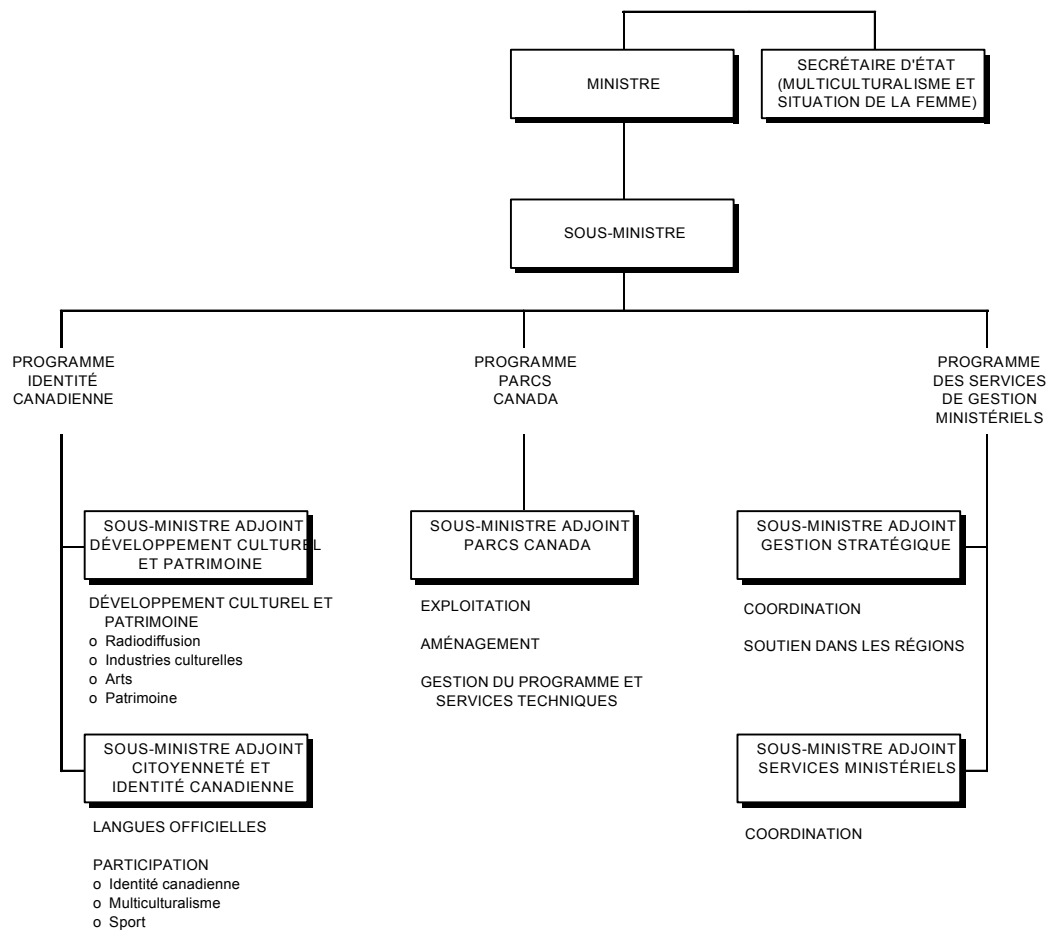 MINISTRE
SECRÉTAIRE D'ÉTAT
(MULTICULTURALISME ET
SITUATION DE LA FEMME)
SOUS-MINISTRE
PROGRAMME
IDENTITÉ
CANADIENNE
PROGRAMME
PARCS
CANADA
PROGRAMME
DES SERVICES
DE GESTION
MINISTÉRIELS
SOUS-MINISTRE ADJOINT
DÉVELOPPEMENT CULTUREL
ET PATRIMOINE
DÉVELOPPEMENT CULTUREL ET
PATRIMOINE
o Radiodiffusion
o Industries culturelles
o Arts
o Patrimoine
SOUS-MINISTRE ADJOINT
CITOYENNETÉ ET
IDENTITÉ CANADIENNE
LANGUES OFFICIELLES
PARTICIPATION
o Identité canadienne
o Multiculturalisme
o Sport
SOUS-MINISTRE ADJOINT
PARCS CANADA
EXPLOITATION
AMÉNAGEMENT
GESTION DU PROGRAMME ET
SERVICES TECHNIQUES
SOUS-MINISTRE ADJOINT
GESTION STRATÉGIQUE
COORDINATION
SOUTIEN DANS LES RÉGIONS
SOUS-MINISTRE ADJOINT
SERVICES MINISTÉRIELS
COORDINATION